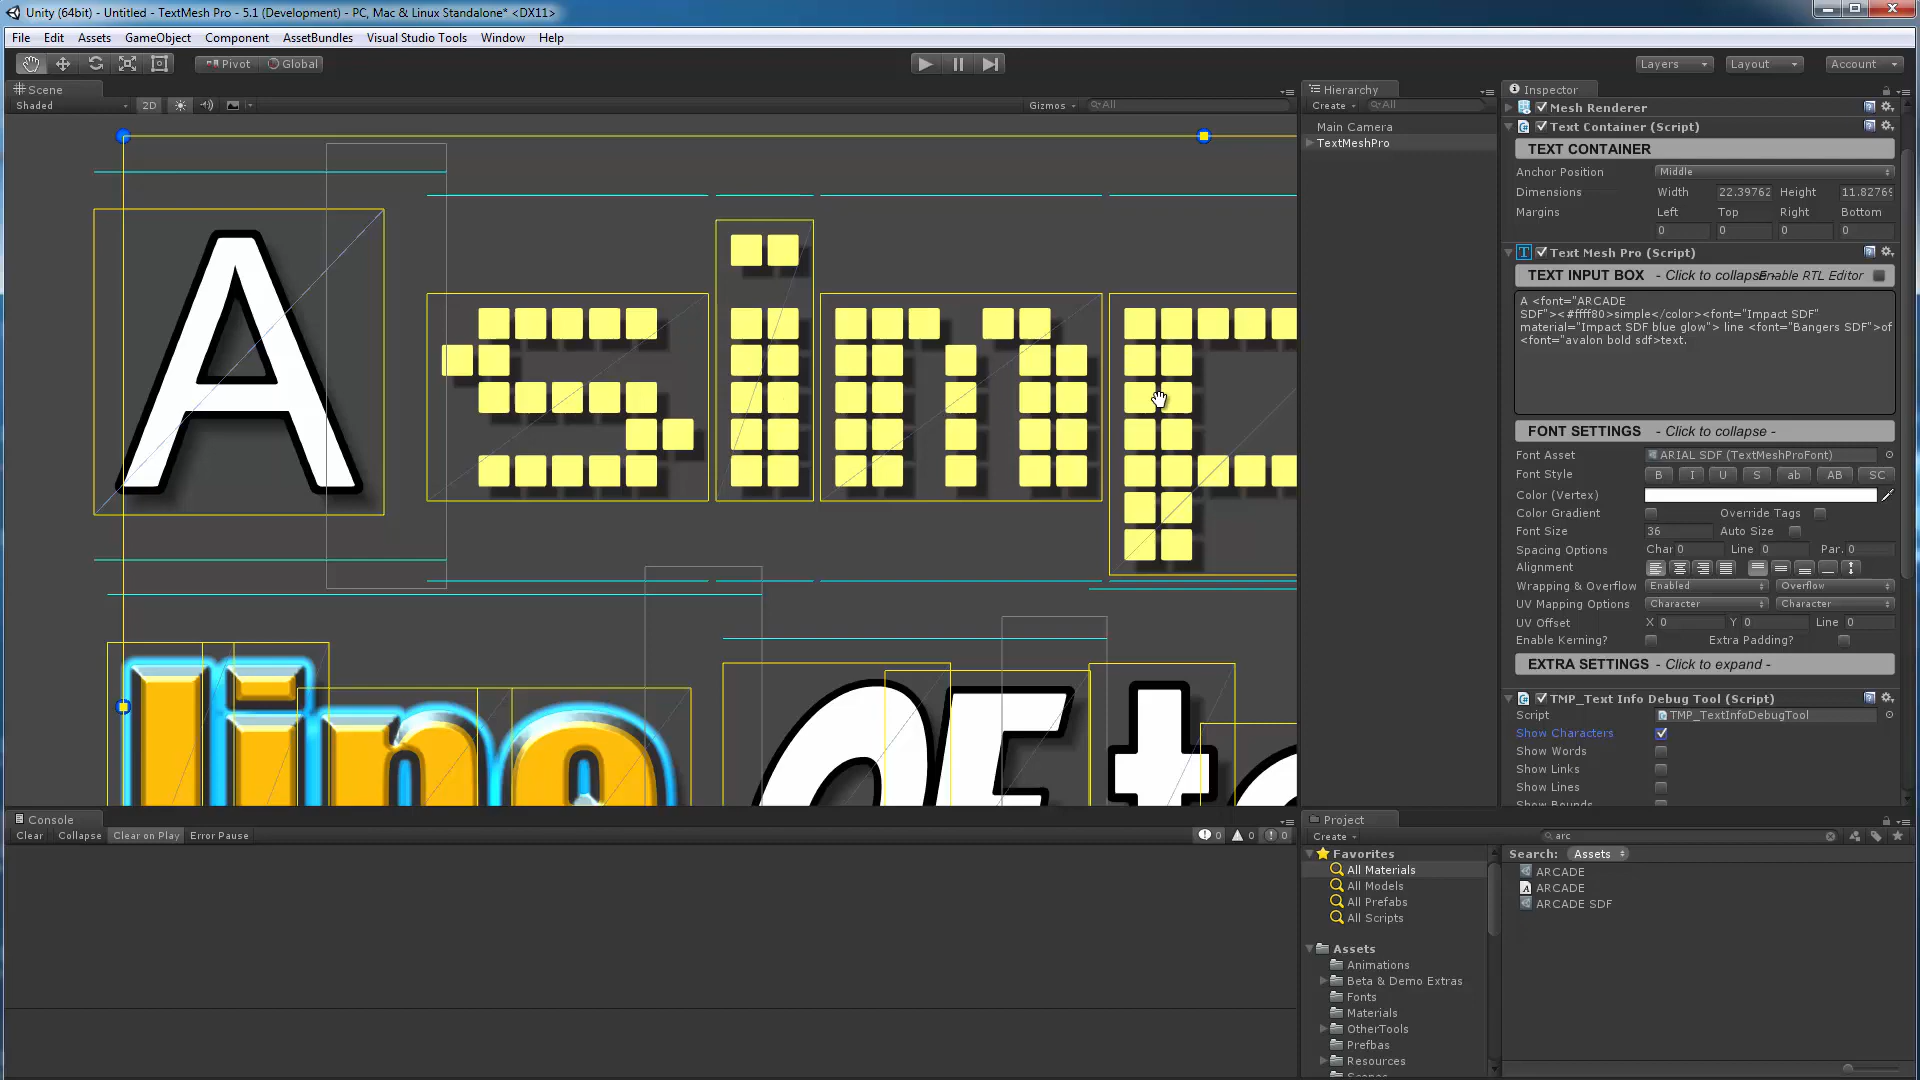 Unity (64bit) - Untitled - TextMesh Pro - 5.1 (Development) - PC, Mac & Linux Standalone* <DX11>
File Edit Assets GameObject Component AssetBundles Visual Studio Tools Window Help
Pivot Global Layers Layout Account
Scene
Shaded 2D Gizmos All
A simp
line of t
Console
Clear Collapse Clear on Play Error Pause 0 0 0
Hierarchy
Create All
Main Camera
TextMeshPro
Inspector
Mesh Renderer
Text Container (Script)
TEXT CONTAINER
Anchor Position Middle
Dimensions Width 22.39762 Height 11.82769
Margins Left Top Right Bottom
0 0 0 0
Text Mesh Pro (Script)
TEXT INPUT BOX - Click to collapse - Enable RTL Editor
A <font="ARCADE
SDF"><#ffff80>simple</color><font="Impact SDF"
material="Impact SDF blue glow"> line <font="Bangers SDF">of
<font="avalon bold sdf>text.
FONT SETTINGS - Click to collapse -
Font Asset ARIAL SDF (TextMeshProFont)
Font Style B I U S ab AB SC
Color (Vertex)
Color Gradient Override Tags
Font Size 36 Auto Size
Spacing Options Char 0 Line 0 Par. 0
Alignment
Wrapping & Overflow Enabled Overflow
UV Mapping Options Character Character
UV Offset X 0 Y 0 Line 0
Enable Kerning? Extra Padding?
EXTRA SETTINGS - Click to expand -
TMP_Text Info Debug Tool (Script)
Script TMP_TextInfoDebugTool
Show Characters
Show Words
Show Links
Show Lines
Show Bounds
Project
Create arc
Favorites
All Materials
All Models
All Prefabs
All Scripts
Assets
Animations
Beta & Demo Extras
Fonts
Materials
OtherTools
Prefbas
Resources
Scenes
Search: Assets
ARCADE
ARCADE
ARCADE SDF